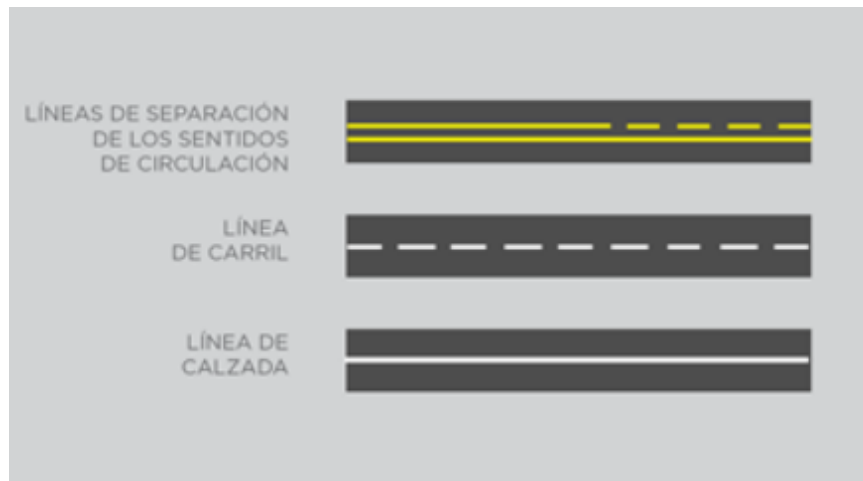 LÍNEAS DE SEPARACIÓN
DE LOS SENTIDOS
DE CIRCULACIÓN
LÍNEA
DE CARRIL
LÍNEA DE
CALZADA